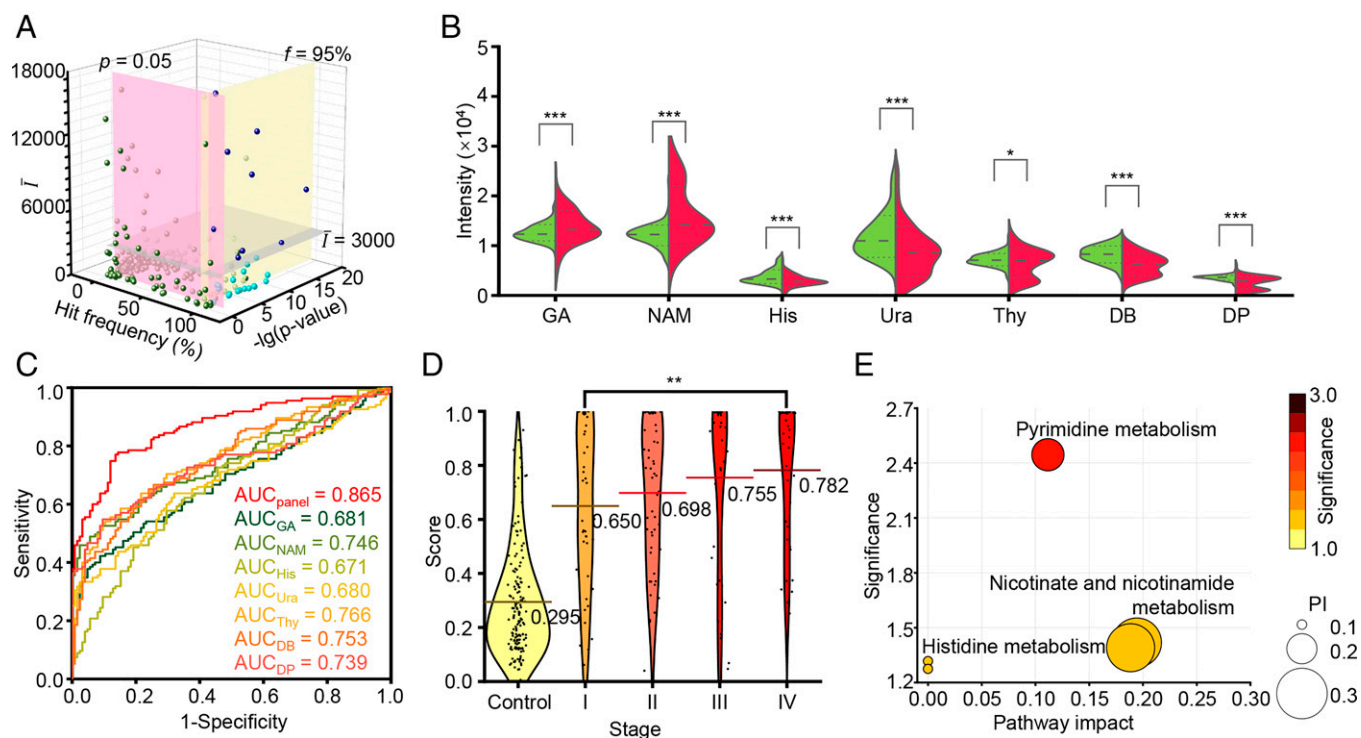 A
p = 0.05
f = 95%
18000
12000
6000
0
Ī
Ī = 3000
0
50
100
Hit frequency (%)
0
5
10
15
20
-lg(p-value)
B
Intensity (×10⁴)
5
4
3
2
1
0
***
***
***
***
*
***
***
GA NAM His Ura Thy DB DP
C
Sensitivity
1.0
0.8
0.6
0.4
0.2
0.0
AUCpanel = 0.865
AUCGA = 0.681
AUCNAM = 0.746
AUCHis = 0.671
AUCUra = 0.680
AUCThy = 0.766
AUCDB = 0.753
AUCDP = 0.739
0.0 0.2 0.4 0.6 0.8 1.0
1-Specificity
D
**
Score
1.0
0.8
0.6
0.4
0.2
0.0
0.295
0.650
0.698
0.755
0.782
Control I II III IV
Stage
E
Significance
2.7
2.4
2.1
1.8
1.5
1.2
Pyrimidine metabolism
Nicotinate and nicotinamide
metabolism
Histidine metabolism
0.00 0.05 0.10 0.15 0.20 0.25 0.30
Pathway impact
3.0
Significance
1.0
PI
0.1
0.2
0.3